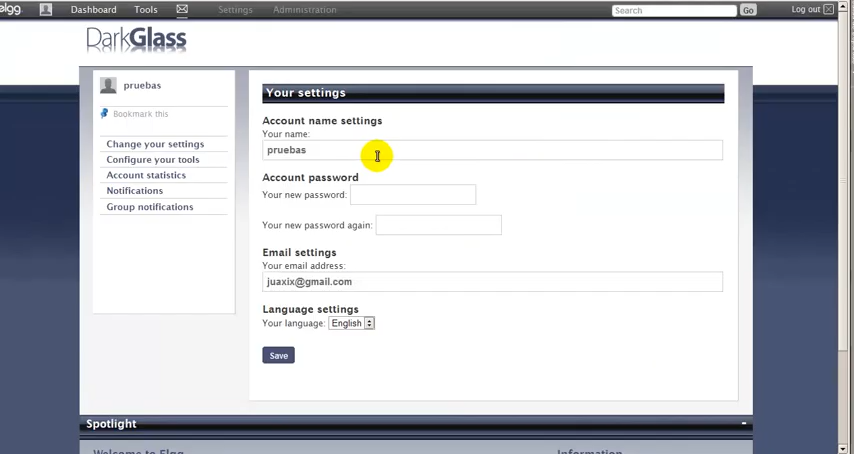 elgg Dashboard Tools Settings Administration Search Go Log out
DarkGlass
pruebas
Bookmark this
Change your settings
Configure your tools
Account statistics
Notifications
Group notifications
Your settings
Account name settings
Your name:
pruebas
Account password
Your new password:
Your new password again:
Email settings
Your email address:
juaxix@gmail.com
Language settings
Your language: English
Save
Spotlight -
Welcome to Elgg Information